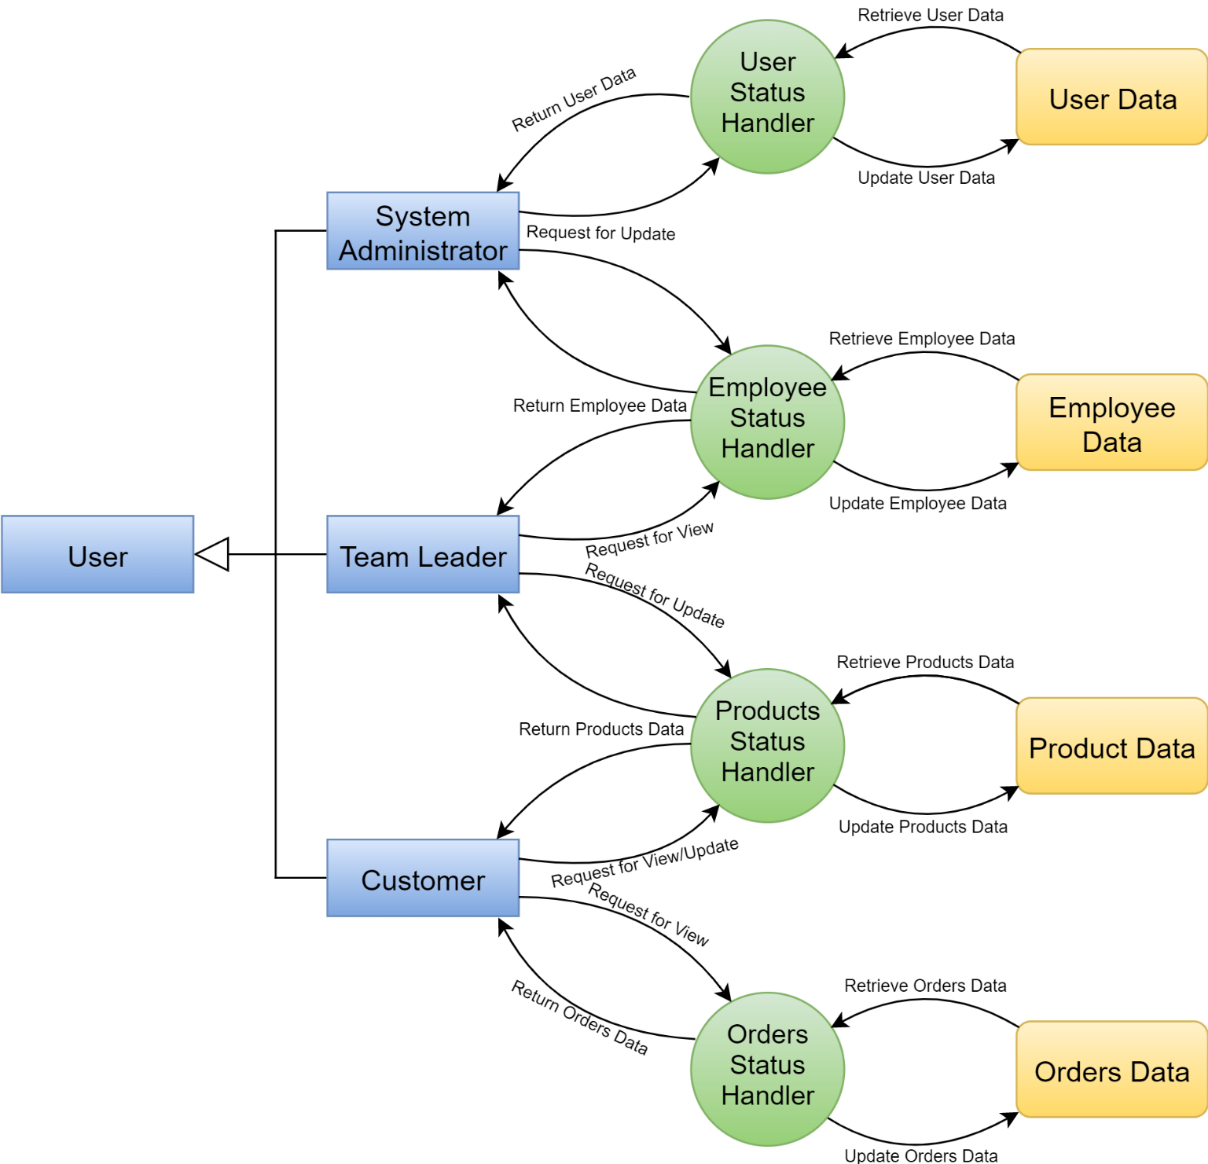 Retrieve User Data
User
Status
Handler
User Data
Return User Data
Update User Data
System
Administrator
Request for Update
Retrieve Employee Data
Employee
Status
Handler
Employee
Data
Return Employee Data
Update Employee Data
User
Team Leader
Request for View
Request for Update
Retrieve Products Data
Products
Status
Handler
Product Data
Return Products Data
Update Products Data
Customer
Request for View/Update
Request for View
Retrieve Orders Data
Return Orders Data
Orders
Status
Handler
Orders Data
Update Orders Data